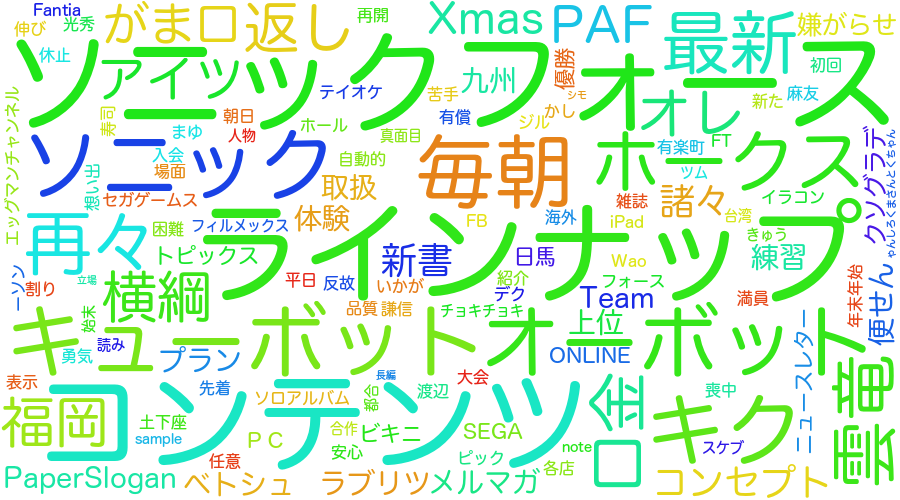 Fantia
がま口
返し
再開
Xmas
PAF
最新
嫌がらせ
伸び
光秀
休止
ソニックフォース
アイツ
テイオケ
苦手
九州
優勝
初回
シモ
麻友
新た
かし
オレ
エッグマンチャンネル
寿司
朝日
人物
まゆ
入会
場面
ホール
真面目
自動的
有償
ジル
ソニック
毎朝
ホークス
有楽町
FT
ツム
クソグラデ
ゃんしろくまさんとくちゃん
想い出
セガゲームス
取扱
体験
FB
海外
雑誌
iPad
諸々
イラコン
台湾
きゅう
再々
困難
フィルメックス
トピックス
ラインナップ
新書
日馬
紹介
デク
Wao
フォース
練習
立場
横綱
平日
反故
いかが
Team
満員
年末年始
便せん
ーソン
割り
始末
品質
謙信
チョキチョキ
上位
キューボット
オーボット
勇気
読み
プラン
ONLINE
ニュースレター
雲竜
表示
先着
ソロアルバム
長編
都合
渡辺
大会
コンテンツ
口金
キク
喪中
福岡
土下座
sample
任意
ＰＣ
合作
安心
ビキニ
SEGA
note
ピック
各店
スケブ
PaperSlogan
ベトシュ
ラブリツ
メルマガ
コンセプト